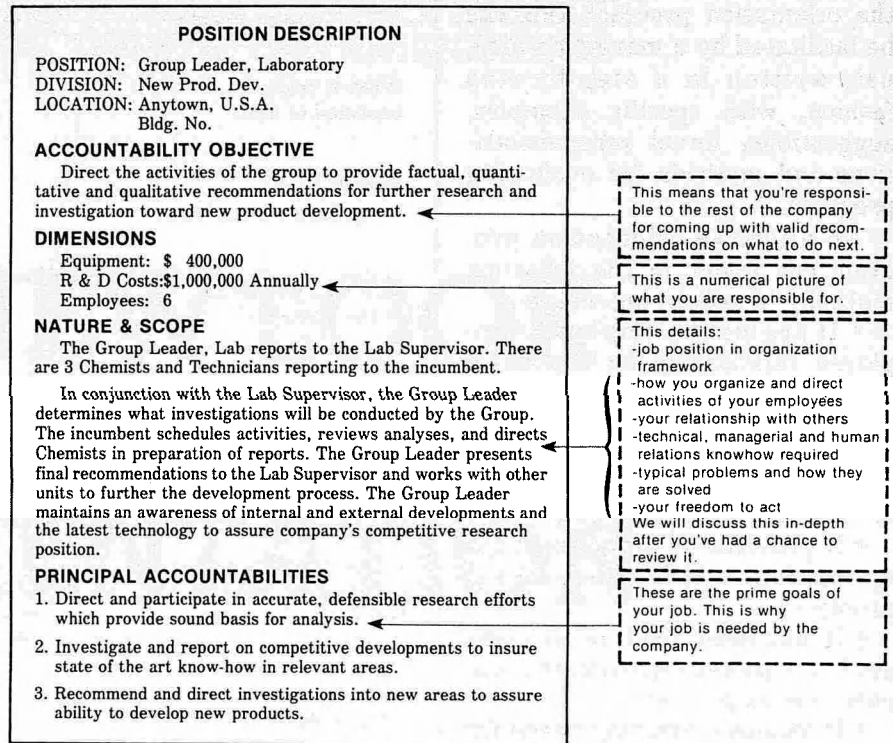 POSITION DESCRIPTION
POSITION: Group Leader, Laboratory
DIVISION: New Prod. Dev.
LOCATION: Anytown, U.S.A.
Bldg. No.
ACCOUNTABILITY OBJECTIVE
Direct the activities of the group to provide factual, quanti-
tative and qualitative recommendations for further research and
investigation toward new product development.
DIMENSIONS
Equipment: $ 400,000
R & D Costs:$1,000,000 Annually
Employees: 6
NATURE & SCOPE
The Group Leader, Lab reports to the Lab Supervisor. There
are 3 Chemists and Technicians reporting to the incumbent.
In conjunction with the Lab Supervisor, the Group Leader
determines what investigations will be conducted by the Group.
The incumbent schedules activities, reviews analyses, and directs
Chemists in preparation of reports. The Group Leader presents
final recommendations to the Lab Supervisor and works with other
units to further the development process. The Group Leader
maintains an awareness of internal and external developments and
the latest technology to assure company's competitive research
position.
PRINCIPAL ACCOUNTABILITIES
1. Direct and participate in accurate, defensible research efforts
which provide sound basis for analysis.
2. Investigate and report on competitive developments to insure
state of the art know-how in relevant areas.
3. Recommend and direct investigations into new areas to assure
ability to develop new products.
This means that you're responsi-
ble to the rest of the company
for coming up with valid recom-
mendations on what to do next.
This is a numerical picture of
what you are responsible for.
This details:
-job position in organization
framework
-how you organize and direct
activities of your employees
-your relationship with others
-technical, managerial and human
relations knowhow required
-typical problems and how they
are solved
-your freedom to act
We will discuss this in-depth
after you've had a chance to
review it.
These are the prime goals of
your job. This is why
your job is needed by the
company.